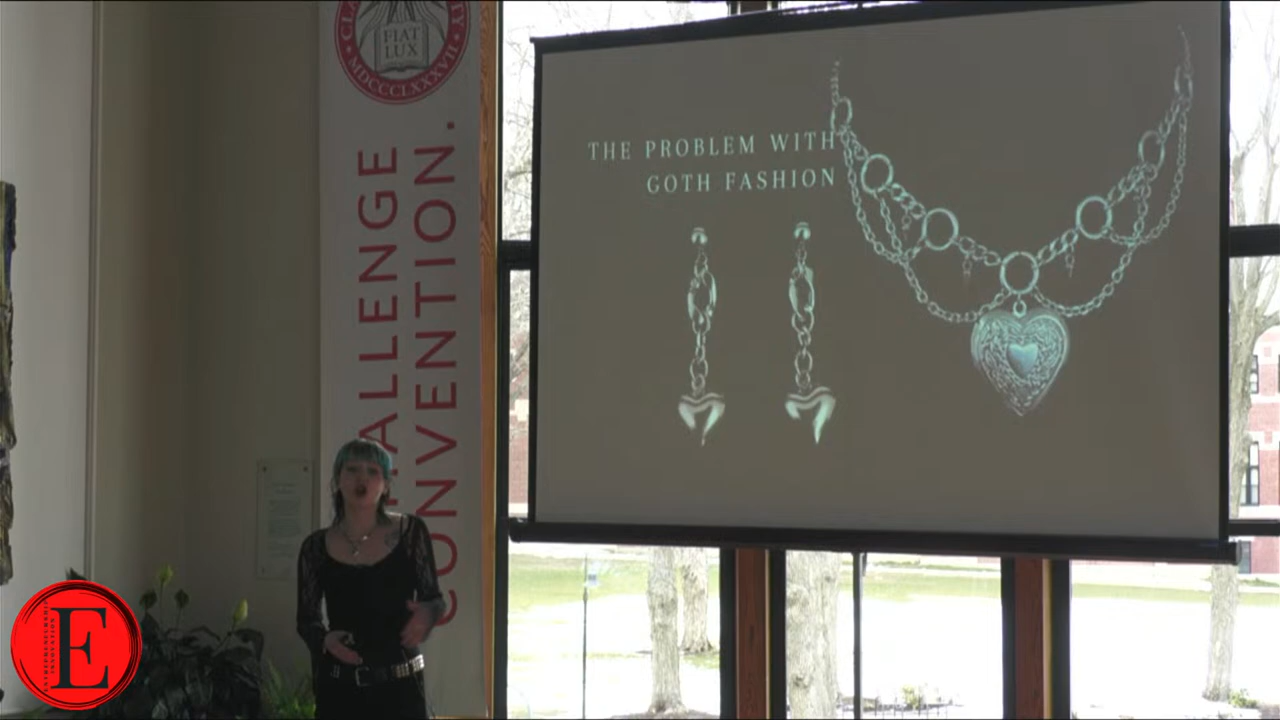 FIAT
LUX
MDCCCLXXXVII
CHALLENGE
CONVENTION.
THE PROBLEM WITH
GOTH FASHION
E